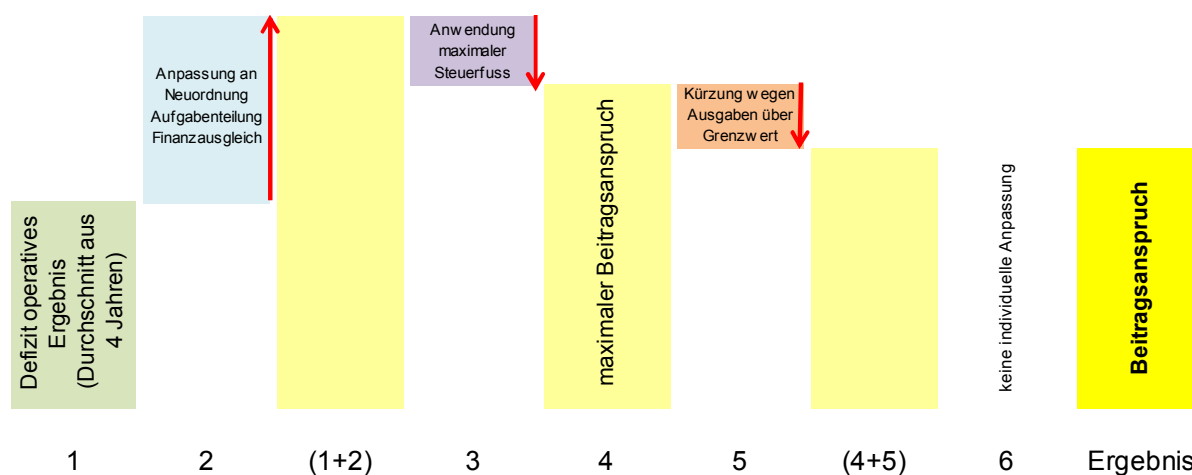 Defizit operatives
Ergebnis
(Durchschnitt aus
4 Jahren)
Anpassung an
Neuordnung
Aufgabenteilung
Finanzausgleich
Anwendung
maximaler
Steuerfuss
maximaler Beitragsanspruch
Kürzung wegen
Ausgaben über
Grenzwert
keine individuelle Anpassung
Beitragsanspruch
1 2 (1+2) 3 4 5 (4+5) 6 Ergebnis